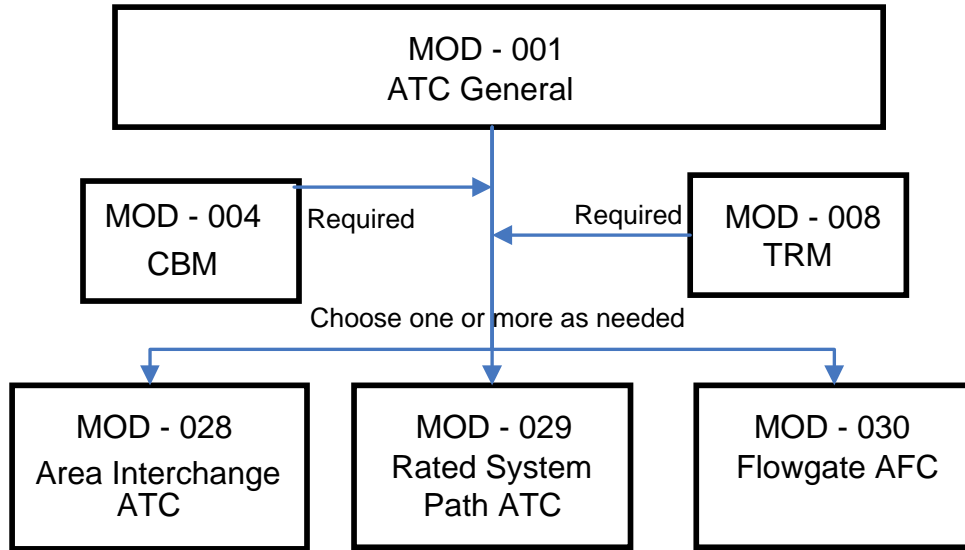 MOD - 001
ATC General
MOD - 004
CBM
Required
Required
MOD - 008
TRM
Choose one or more as needed
MOD - 028
Area Interchange
ATC
MOD - 029
Rated System
Path ATC
MOD - 030
Flowgate AFC